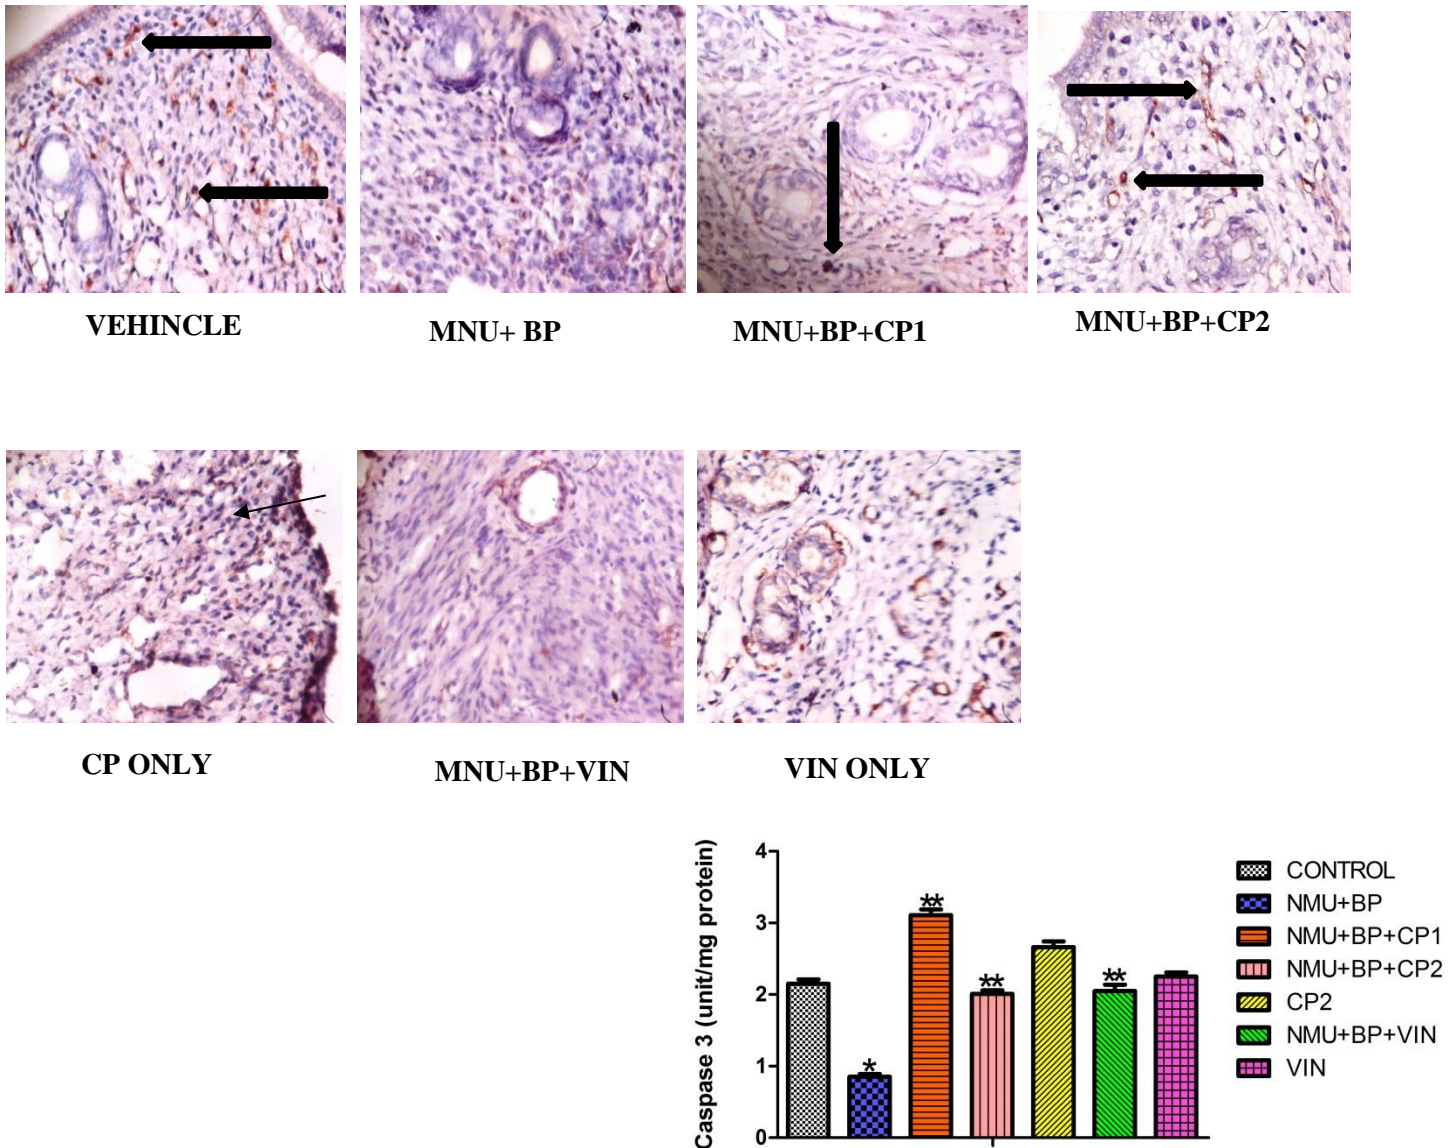 VEHINCLE
MNU+ BP
MNU+BP+CP1
MNU+BP+CP2
CP ONLY
MNU+BP+VIN
VIN ONLY
Caspase 3 (unit/mg protein)
4
3
2
1
0
*
**
**
**
CONTROL
NMU+BP
NMU+BP+CP1
NMU+BP+CP2
CP2
NMU+BP+VIN
VIN